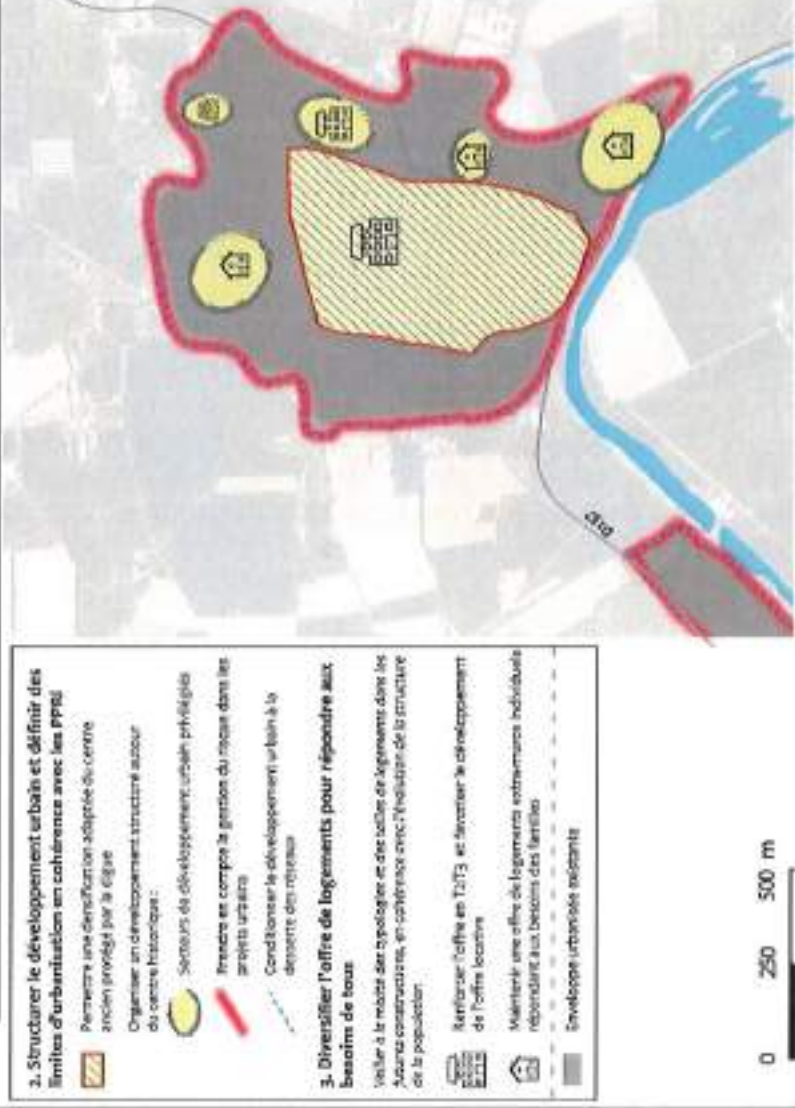 2. Structurer le développement urbain et définir des
limites d'urbanisation en cohérence avec les PPRi
Permettre une densification adaptée du centre
ancien protégé par la digue
Organiser un développement structuré autour
du centre historique :
Secteurs de développement urbain privilégiés
Prendre en compte la gestion du risque dans les
projets urbains
Conditionner le développement urbain à la
desserte des réseaux
3. Diversifier l'offre de logements pour répondre aux
besoins de tous
Veiller à la mixité des typologies et des tailles de logements dans les
futures constructions, en cohérence avec l'évolution de la structure
de la population
Renforcer l'offre en T2/T3 et favoriser le développement
de l'offre locative
Maintenir une offre de logements extramuros individuels
répondant aux besoins des familles
Enveloppe urbanisée existante
0 250 500 m